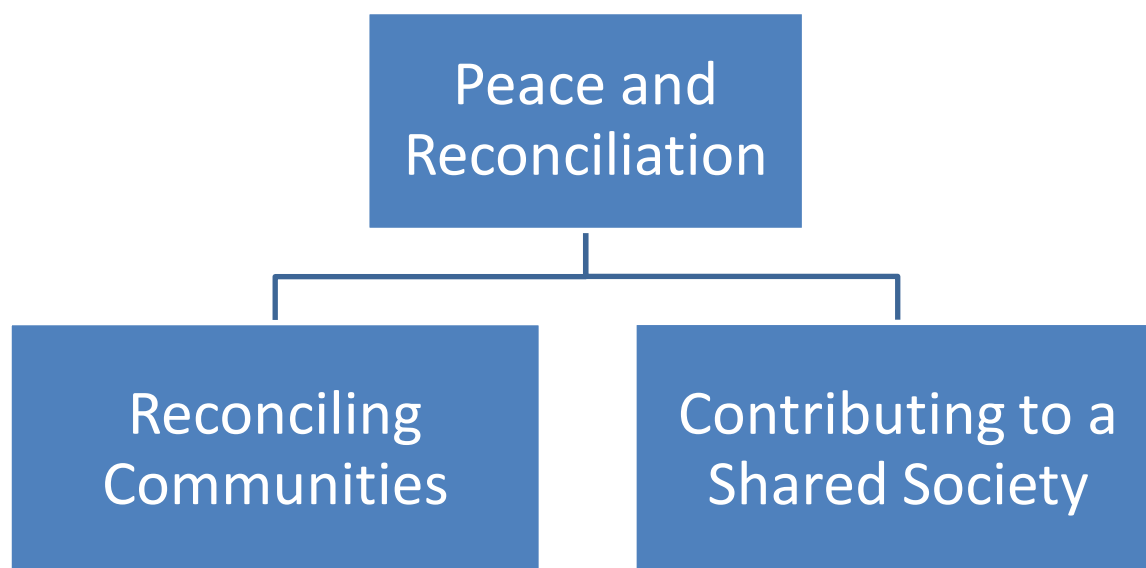 Peace and
Reconciliation
Reconciling
Communities
Contributing to a
Shared Society